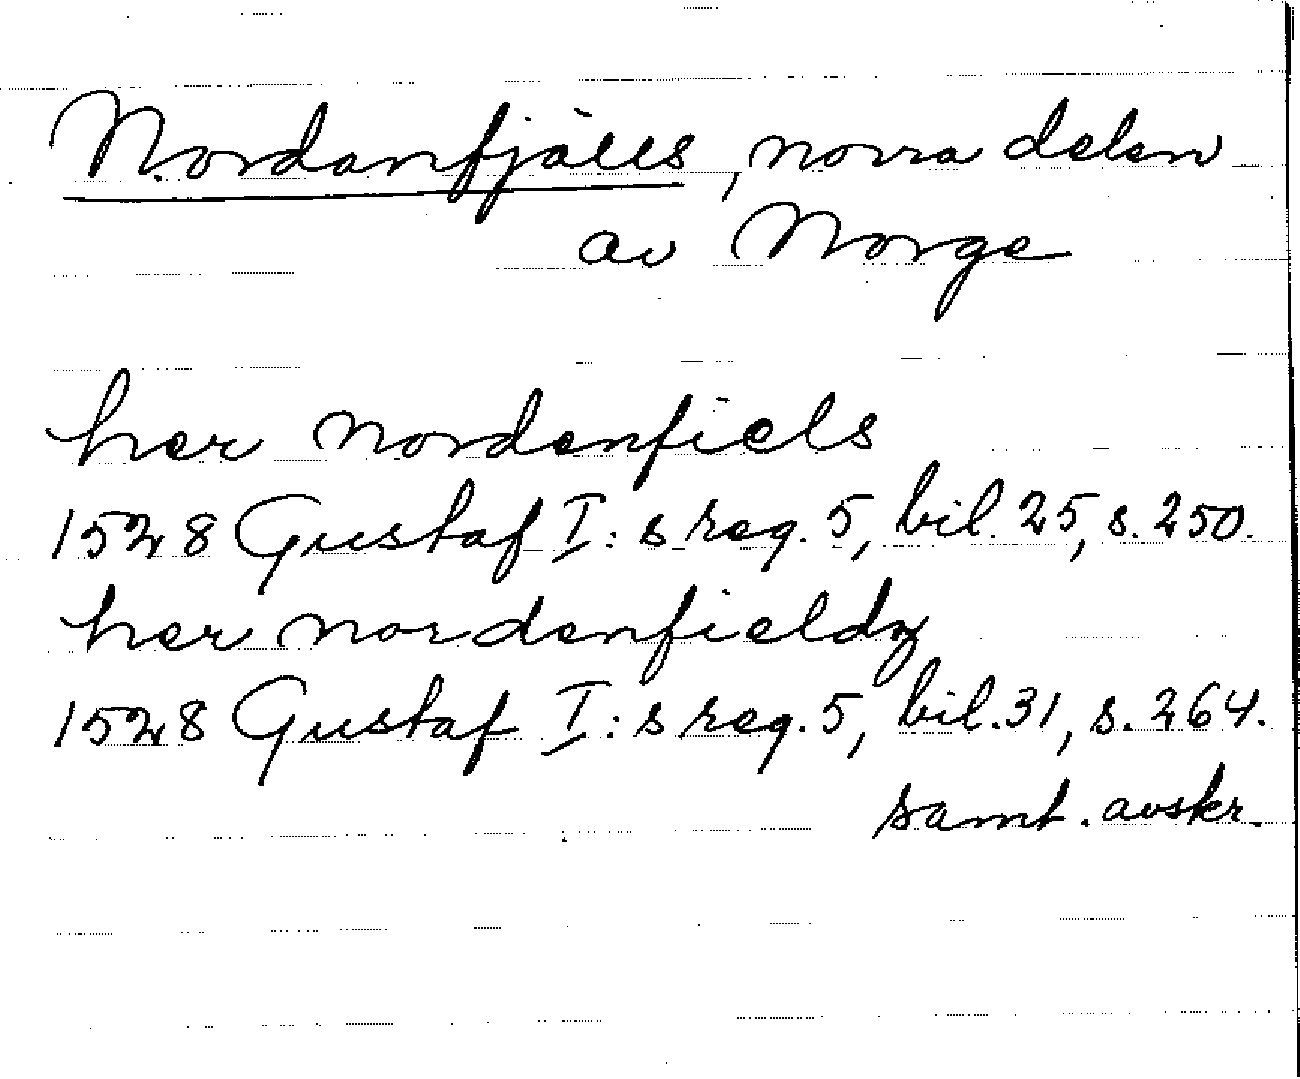 Nordanfjälls, norra delen
av Norge
her nordenfiels
1528 Gustaf I:s reg. 5, bil. 25, s. 250.
her nordenfieldz
1528 Gustaf I:s reg. 5, bil. 31, s. 264.
samt. avskr.